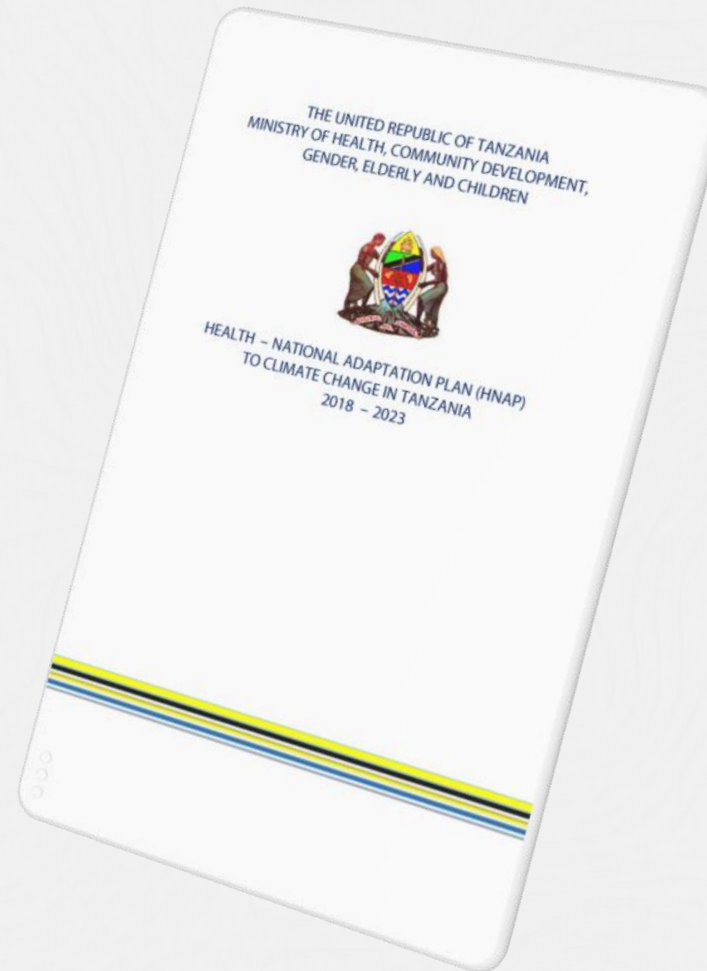 THE UNITED REPUBLIC OF TANZANIA
MINISTRY OF HEALTH, COMMUNITY DEVELOPMENT,
GENDER, ELDERLY AND CHILDREN
HEALTH – NATIONAL ADAPTATION PLAN (HNAP)
TO CLIMATE CHANGE IN TANZANIA
2018 – 2023